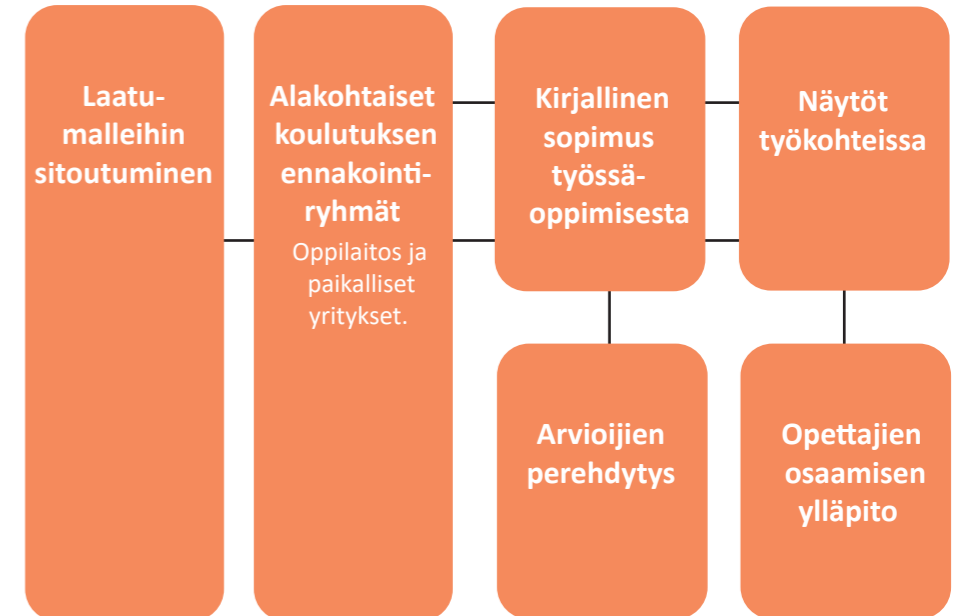 Laatu-
malleihin
sitoutuminen
Alakohtaiset
koulutuksen
ennakointi-
ryhmät
Oppilaitos ja
paikalliset
yritykset.
Kirjallinen
sopimus
työssä-
oppimisesta
Näytöt
työkohteissa
Arvioijien
perehdytys
Opettajien
osaamisen
ylläpito